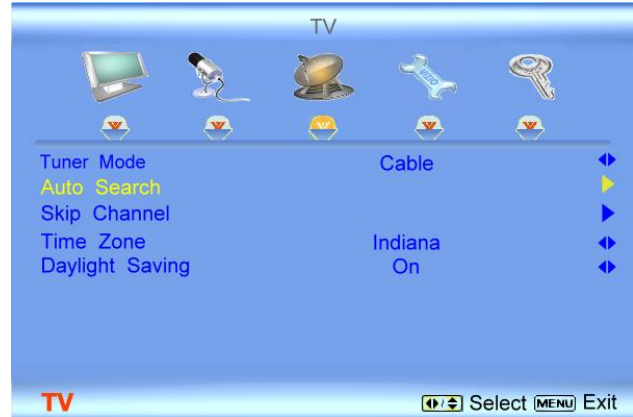 TV
Tuner Mode Cable
Auto Search
Skip Channel
Time Zone Indiana
Daylight Saving On
TV Select MENU Exit